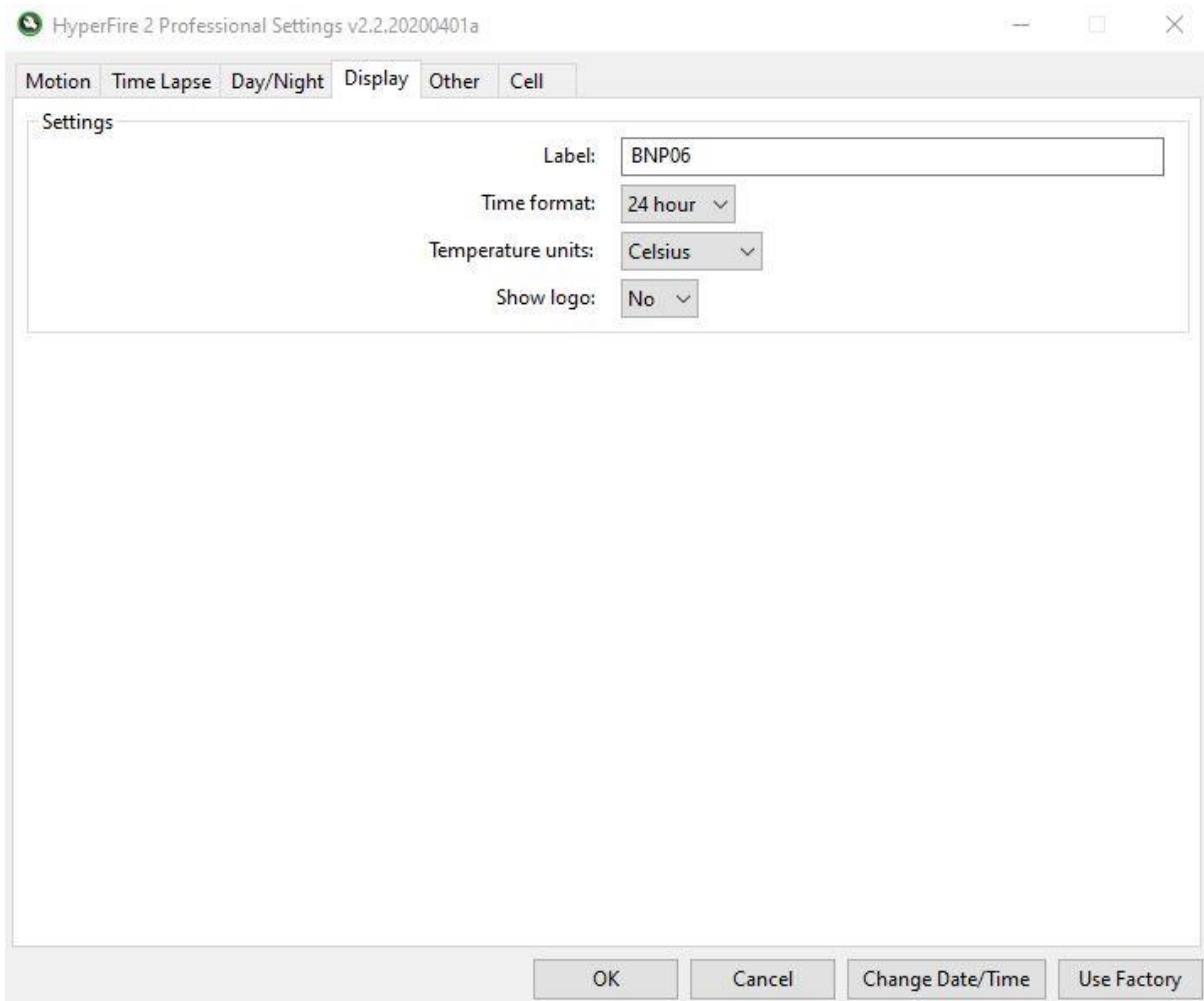 HyperFire 2 Professional Settings v2.2.20200401a
Motion Time Lapse Day/Night Display Other Cell
Settings
Label: BNP06
Time format: 24 hour
Temperature units: Celsius
Show logo: No
OK Cancel Change Date/Time Use Factory